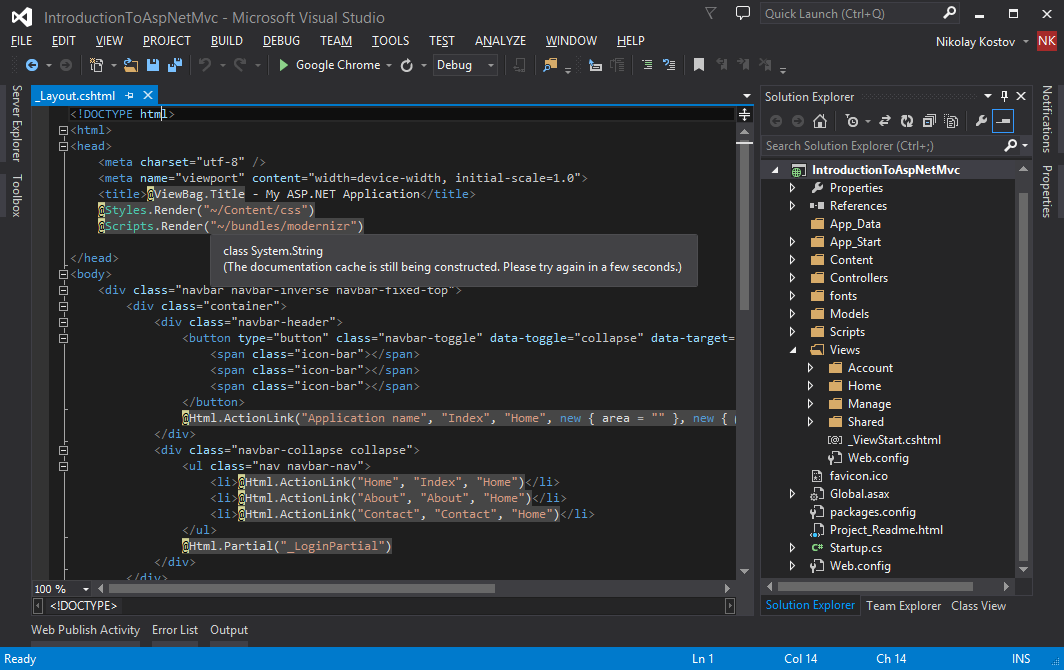 IntroductionToAspNetMvc - Microsoft Visual Studio
Quick Launch (Ctrl+Q)
FILE EDIT VIEW PROJECT BUILD DEBUG TEAM TOOLS TEST ANALYZE WINDOW HELP
Nikolay Kostov NK
Google Chrome Debug
Server Explorer
Toolbox
_Layout.cshtml
<!DOCTYPE html>
<html>
<head>
<meta charset="utf-8" />
<meta name="viewport" content="width=device-width, initial-scale=1.0">
<title>@ViewBag.Title - My ASP.NET Application</title>
@Styles.Render("~/Content/css")
@Scripts.Render("~/bundles/modernizr")
class System.String
(The documentation cache is still being constructed. Please try again in a few seconds.)
</head>
<body>
<div class="navbar navbar-inverse navbar-fixed-top">
<div class="container">
<div class="navbar-header">
<button type="button" class="navbar-toggle" data-toggle="collapse" data-target=
<span class="icon-bar"></span>
<span class="icon-bar"></span>
<span class="icon-bar"></span>
</button>
@Html.ActionLink("Application name", "Index", "Home", new { area = "" }, new {
</div>
<div class="navbar-collapse collapse">
<ul class="nav navbar-nav">
<li>@Html.ActionLink("Home", "Index", "Home")</li>
<li>@Html.ActionLink("About", "About", "Home")</li>
<li>@Html.ActionLink("Contact", "Contact", "Home")</li>
</ul>
@Html.Partial("_LoginPartial")
</div>
</div>
100 %
<!DOCTYPE>
Solution Explorer
Search Solution Explorer (Ctrl+;)
IntroductionToAspNetMvc
Properties
References
App_Data
App_Start
Content
Controllers
fonts
Models
Scripts
Views
Account
Home
Manage
Shared
_ViewStart.cshtml
Web.config
favicon.ico
Global.asax
packages.config
Project_Readme.html
C# Startup.cs
Web.config
Solution Explorer Team Explorer Class View
Notifications
Properties
Web Publish Activity Error List Output
Ready Ln 1 Col 14 Ch 14 INS